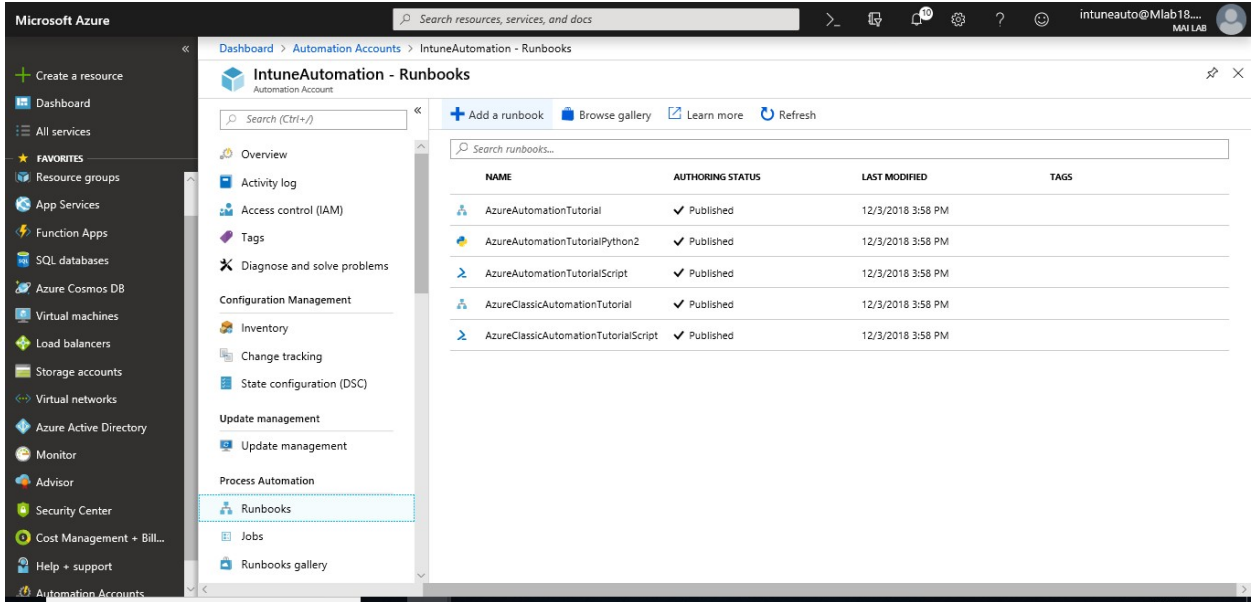 Microsoft Azure
Search resources, services, and docs
10
intuneauto@Mlab18....
MAI LAB
Create a resource
Dashboard
All services
FAVORITES
Resource groups
App Services
Function Apps
SQL databases
Azure Cosmos DB
Virtual machines
Load balancers
Storage accounts
Virtual networks
Azure Active Directory
Monitor
Advisor
Security Center
Cost Management + Bill...
Help + support
Automation Accounts
Dashboard > Automation Accounts > IntuneAutomation - Runbooks
IntuneAutomation - Runbooks
Automation Account
Search (Ctrl+/)
Overview
Activity log
Access control (IAM)
Tags
Diagnose and solve problems
Configuration Management
Inventory
Change tracking
State configuration (DSC)
Update management
Update management
Process Automation
Runbooks
Jobs
Runbooks gallery
Add a runbook Browse gallery Learn more Refresh
Search runbooks...
NAME AUTHORING STATUS LAST MODIFIED TAGS
AzureAutomationTutorial Published 12/3/2018 3:58 PM
AzureAutomationTutorialPython2 Published 12/3/2018 3:58 PM
AzureAutomationTutorialScript Published 12/3/2018 3:58 PM
AzureClassicAutomationTutorial Published 12/3/2018 3:58 PM
AzureClassicAutomationTutorialScript Published 12/3/2018 3:58 PM